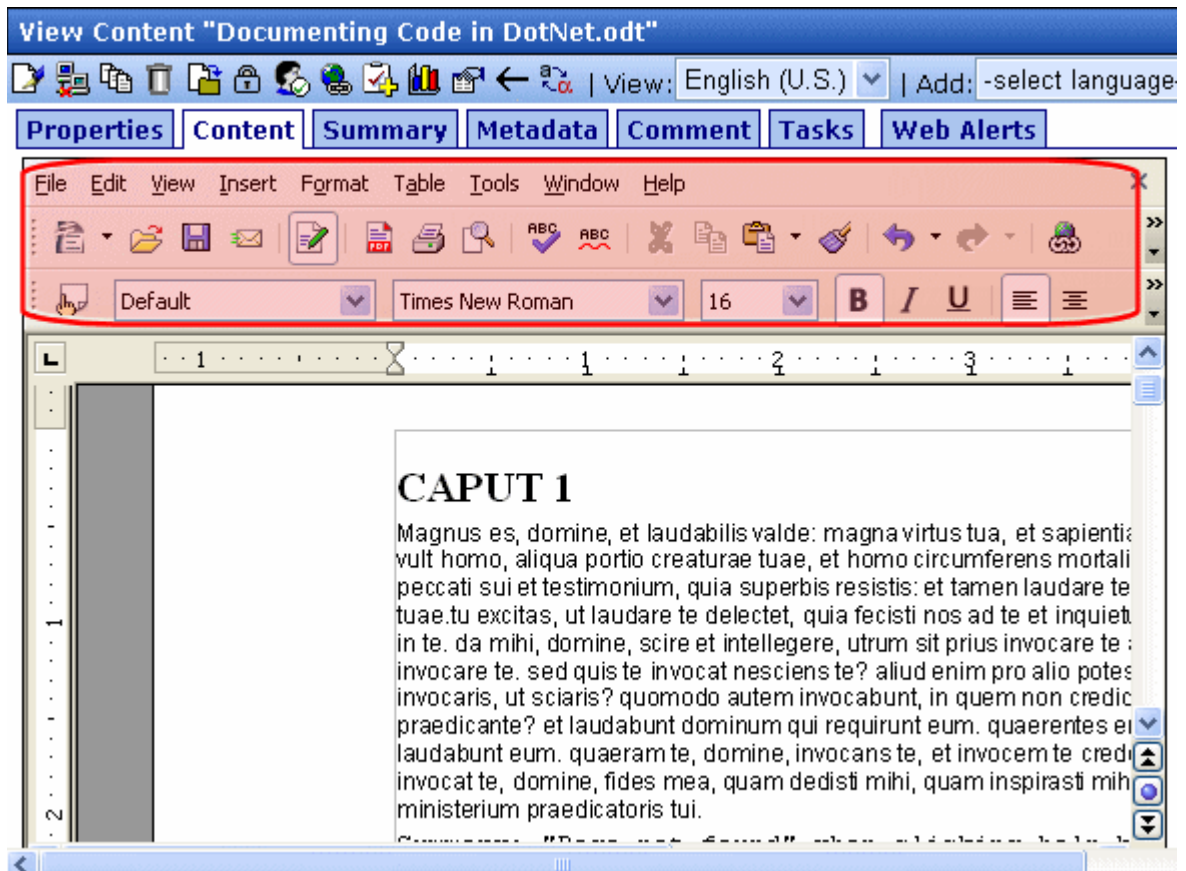 View Content "Documenting Code in DotNet.odt"
| View: English (U.S.) | Add: -select language-
Properties Content Summary Metadata Comment Tasks Web Alerts
File Edit View Insert Format Table Tools Window Help
PDF ABC ABC
Default Times New Roman 16 B I U
1 1 2 3
CAPUT 1
Magnus es, domine, et laudabilis valde: magna virtus tua, et sapientia
vult homo, aliqua portio creaturae tuae, et homo circumferens mortali
peccati sui et testimonium, quia superbis resistis: et tamen laudare te
tuae.tu excitas, ut laudare te delectet, quia fecisti nos ad te et
in te. da mihi, domine, scire et intellegere, utrum sit prius invocare te
invocare te. sed quis te invocat nesciens te? aliud enim pro alio potes
invocaris, ut sciaris? quomodo autem invocabunt, in quem non credic
praedicante? et laudabunt dominum qui requirunt eum. quaerentes
laudabunt eum. quaeram te, domine, invocans te, et invocem te
invocat te, domine, fides mea, quam dedisti mihi, quam inspirasti mih
ministerium praedicatoris tui.
1
2